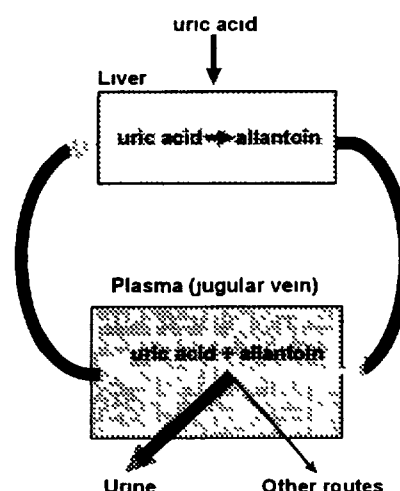 uric acid
Liver
uric acid ➔ allantoin
Plasma (jugular vein)
uric acid + allantoin
Urine
Other routes